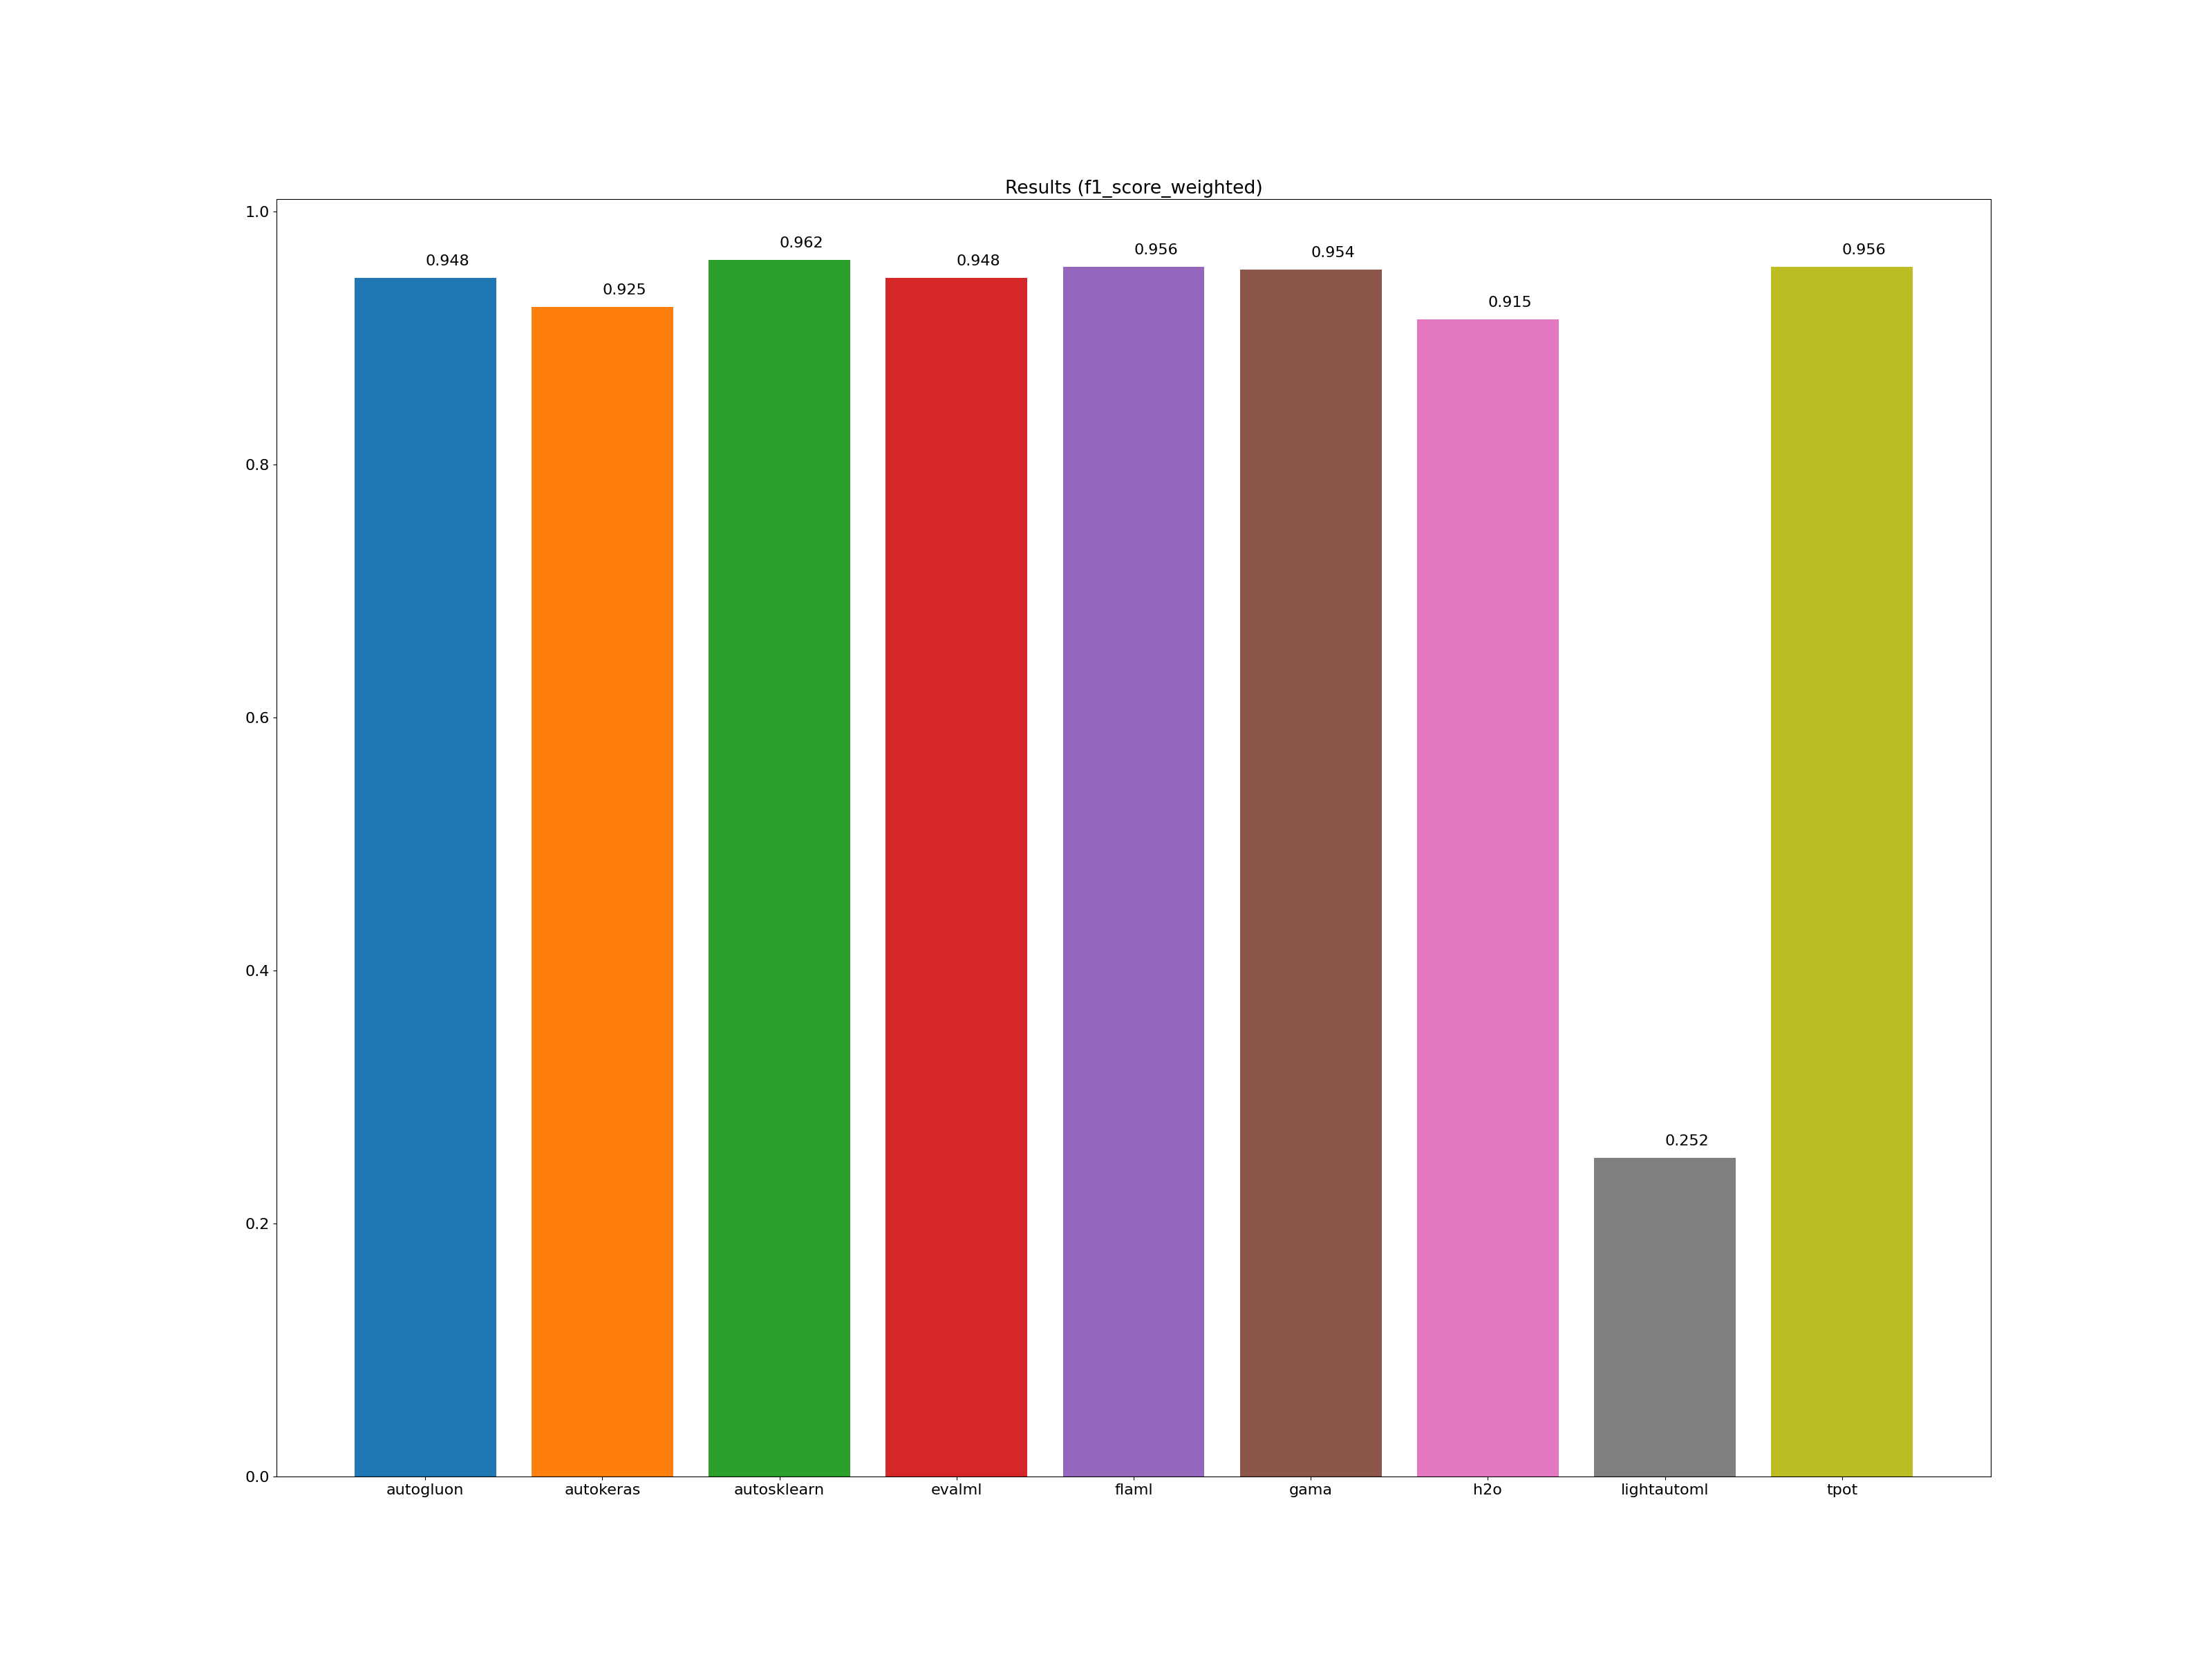 Results (f1_score_weighted)
1.0
0.8
0.6
0.4
0.2
0.0
0.948
0.925
0.962
0.948
0.956
0.954
0.915
0.252
0.956
autogluon
autokeras
autosklearn
evalml
flaml
gama
h2o
lightautoml
tpot